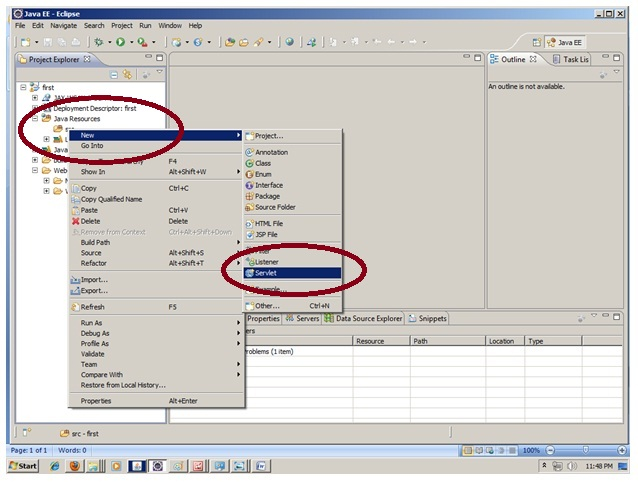 Java EE - Eclipse
File Edit Navigate Search Project Run Window Help
Java EE
Project Explorer
Outline
Task Lis
An outline is not available.
first
Deployment Descriptor: first
Java Resources
New
Go Into
F4
Show In Alt+Shift+W
Copy Ctrl+C
Copy Qualified Name
Paste Ctrl+V
Delete Delete
Remove from Context Ctrl+Alt+Shift+Down
Build Path
Source Alt+Shift+S
Refactor Alt+Shift+T
Import...
Export...
Refresh F5
Run As
Debug As
Profile As
Validate
Team
Compare With
Restore from Local History...
Properties Alt+Enter
Project...
Annotation
Class
Enum
Interface
Package
Source Folder
HTML File
JSP File
Listener
Servlet
Other... Ctrl+N
Properties Servers Data Source Explorer Snippets
ers
Resource Path Location Type
roblems (1 item)
src - first
Page: 1 of 1 Words: 0
100%
Start
11:48 PM